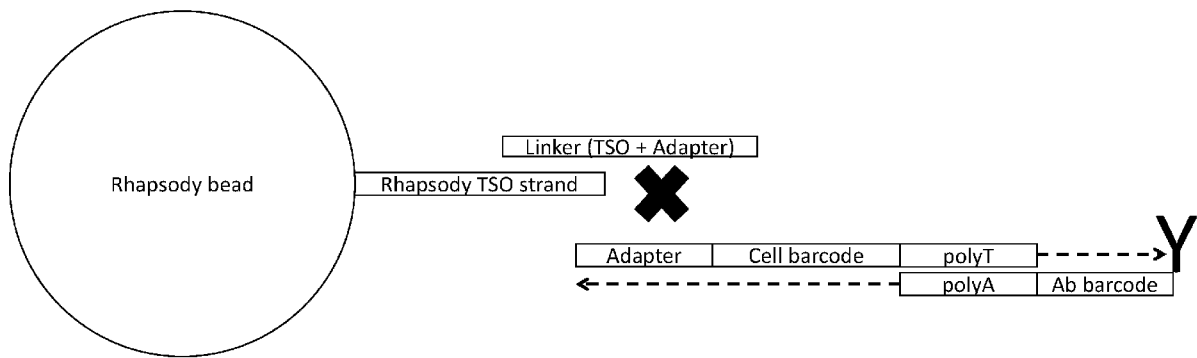 Linker (TSO + Adapter)
Rhapsody bead
Rhapsody TSO strand
Adapter Cell barcode polyT
polyA Ab barcode